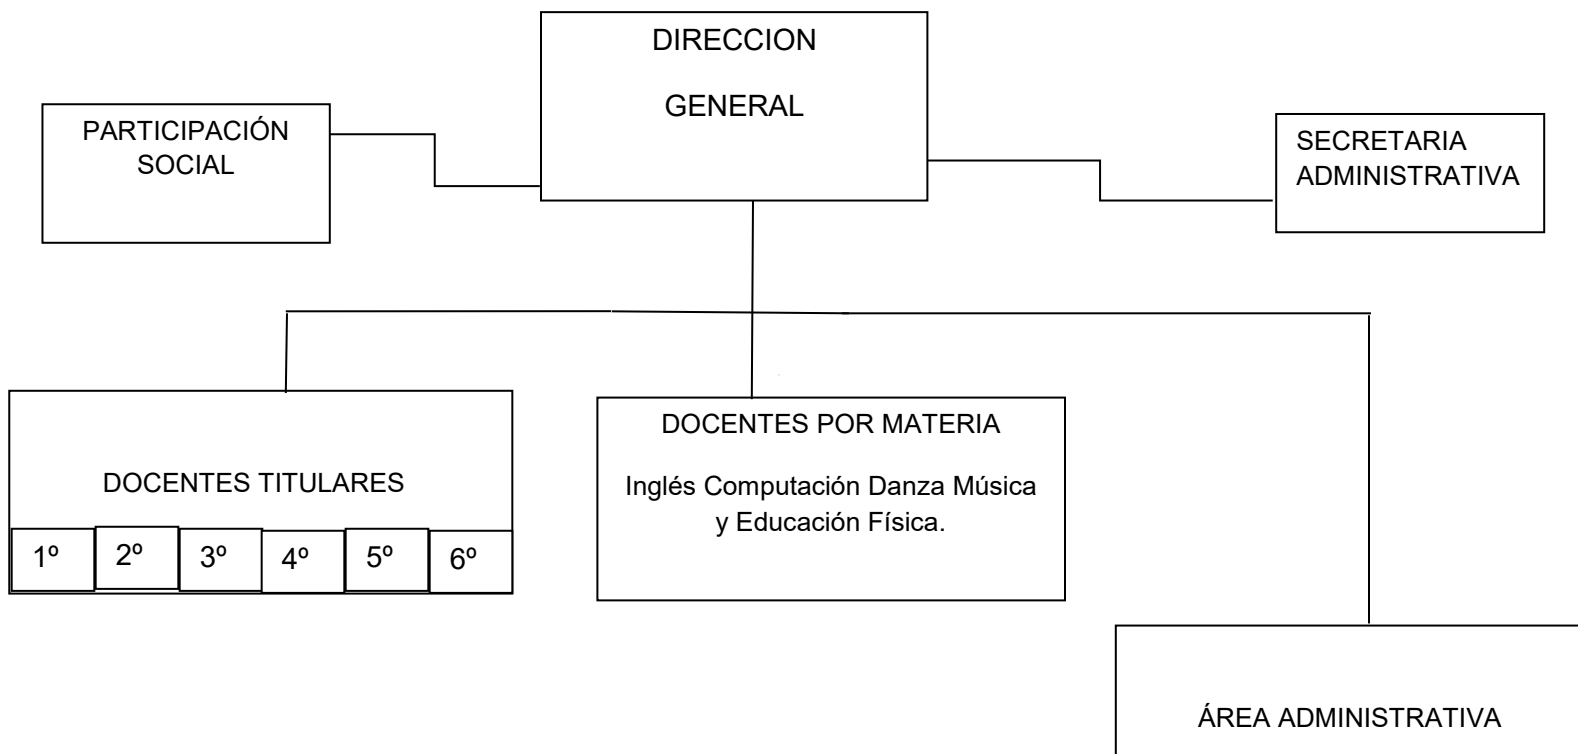 DIRECCION
GENERAL
PARTICIPACIÓN
SOCIAL
SECRETARIA
ADMINISTRATIVA
DOCENTES TITULARES
1º 2º 3º 4º 5º 6º
DOCENTES POR MATERIA
Inglés Computación Danza Música
y Educación Física.
ÁREA ADMINISTRATIVA